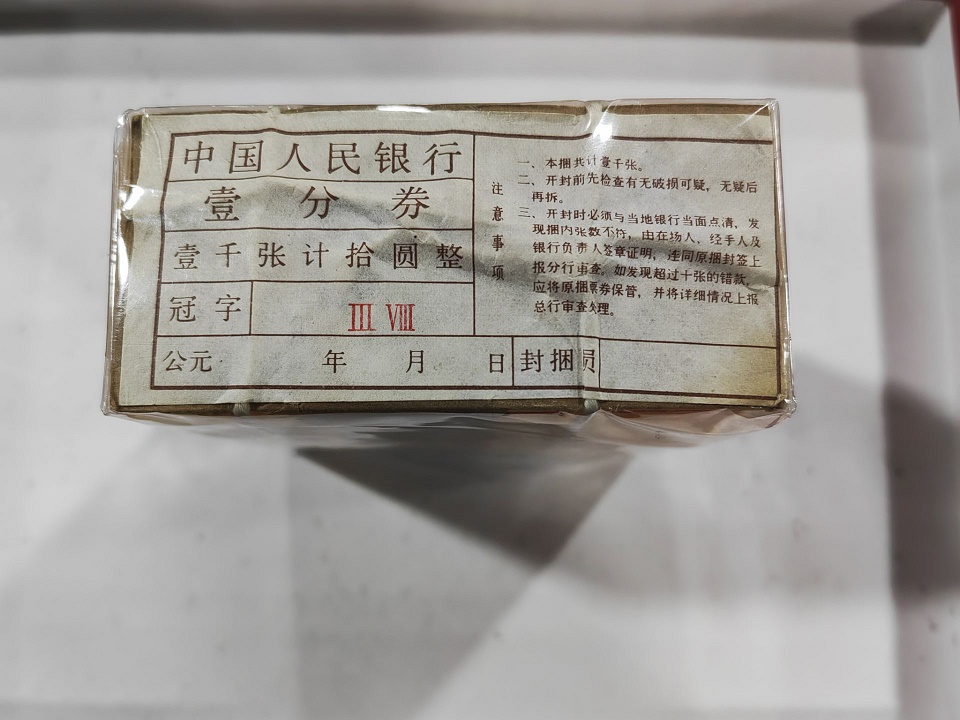 中国人民银行
壹分券
壹千张计拾圆整
冠字 III VIII
公元 年 月 日 封捆员
注意事项
一、本捆共计壹千张。
二、开封前先检查有无破损可疑，无疑后
再拆。
三、开封时必须与当地银行当面点清，发
现捆内张数不符，由在场人、经手人及
银行负责人签章证明，连同原捆封签上
报分行审查，如发现超过十张的错款，
应将原捆票券保管，并将详细情况上报
总行审查处理。